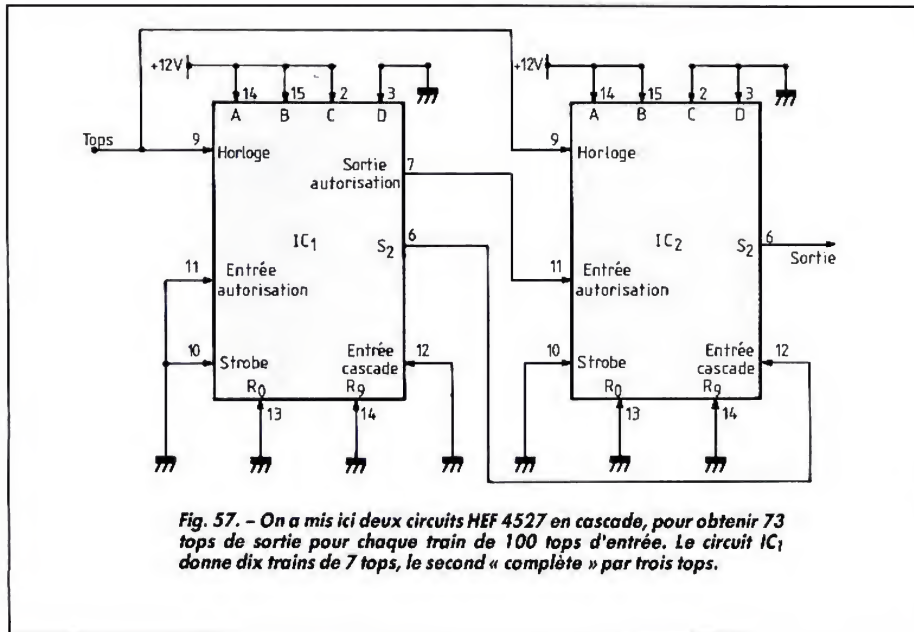 +12V
14 15 2 3
A B C D
Tops
9
Horloge
Sortie
autorisation
7
IC1
6
S2
11
Entrée
autorisation
10
Strobe
Entrée
cascade
12
R0
R9
13
14
+12V
14 15 2 3
A B C D
9
Horloge
IC2
S2
6
Sortie
11
Entrée
autorisation
10
Strobe
Entrée
cascade
12
R0
R9
13
14
Fig. 57. – On a mis ici deux circuits HEF 4527 en cascade, pour obtenir 73
tops de sortie pour chaque train de 100 tops d'entrée. Le circuit IC1
donne dix trains de 7 tops, le second « complète » par trois tops.